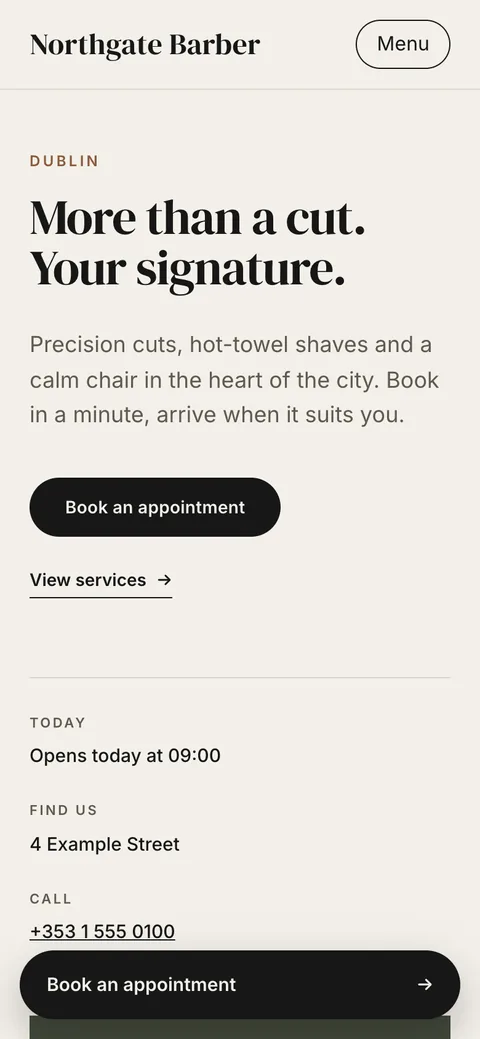 Northgate Barber
Menu
DUBLIN
More than a cut.
Your signature.
Precision cuts, hot-towel shaves and a
calm chair in the heart of the city. Book
in a minute, arrive when it suits you.
Book an appointment
View services →
TODAY
Opens today at 09:00
FIND US
4 Example Street
CALL
+353 1 555 0100
Book an appointment →